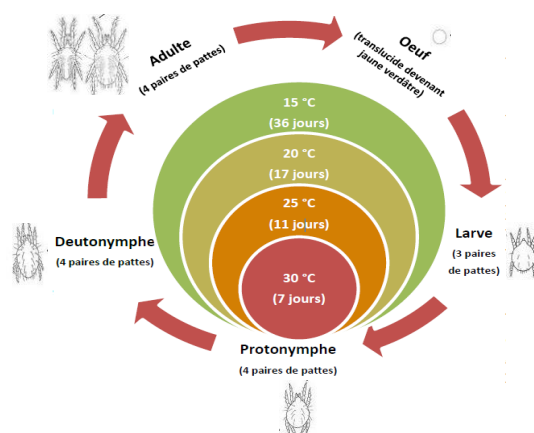 Adulte
(4 paires de pattes)
Oeuf
(translucide devenant
jaune verdâtre)
15 °C
(36 jours)
20 °C
(17 jours)
25 °C
(11 jours)
30 °C
(7 jours)
Deutonymphe
(4 paires de pattes)
Larve
(3 paires
de pattes)
Protonymphe
(4 paires de pattes)